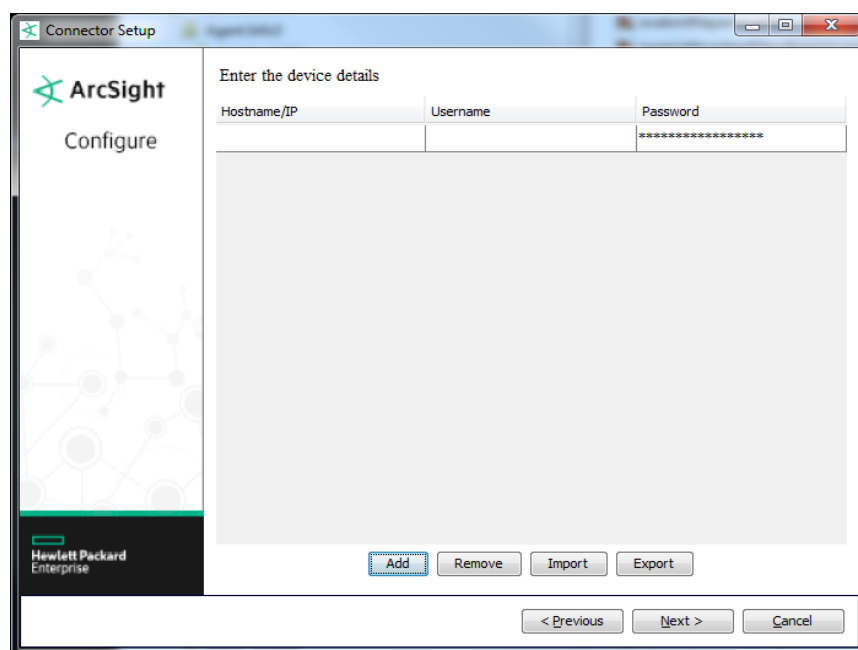 Connector Setup
ArcSight
Configure
Enter the device details
Hostname/IP Username Password
*****************
Add Remove Import Export
Hewlett Packard
Enterprise
< Previous Next > Cancel